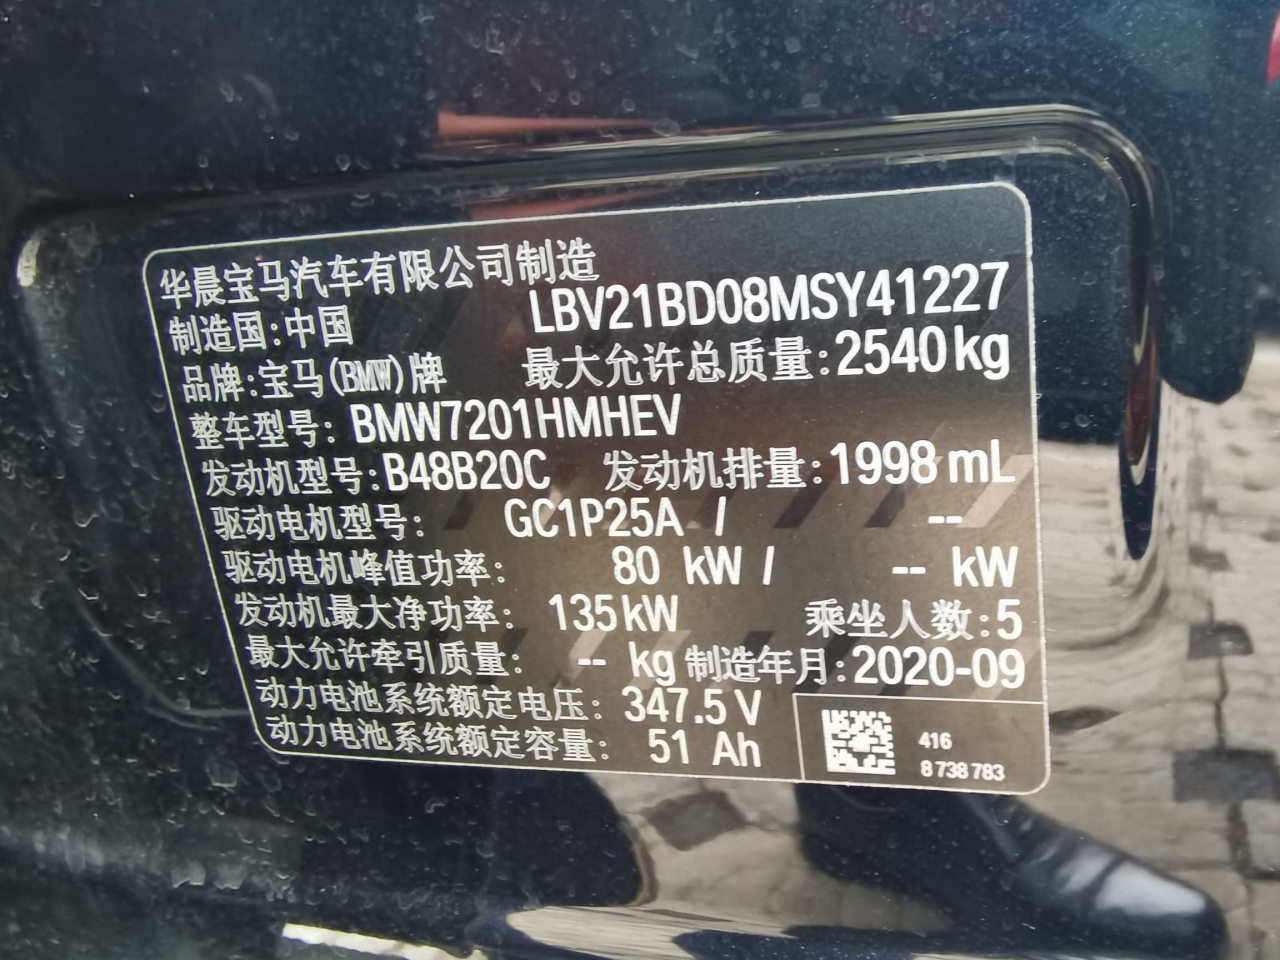 华晨宝马汽车有限公司制造
制造国:中国 LBV21BD08MSY41227
品牌:宝马(BMW)牌 最大允许总质量:2540kg
整车型号: BMW7201HMHEV
发动机型号:B48B20C 发动机排量:1998 mL
驱动电机型号: GC1P25A / --
驱动电机峰值功率: 80 kW / -- kW
发动机最大净功率: 135kW 乘坐人数:5
最大允许牵引质量: -- kg 制造年月:2020-09
动力电池系统额定电压: 347.5 V
动力电池系统额定容量: 51 Ah
416
8 738 783